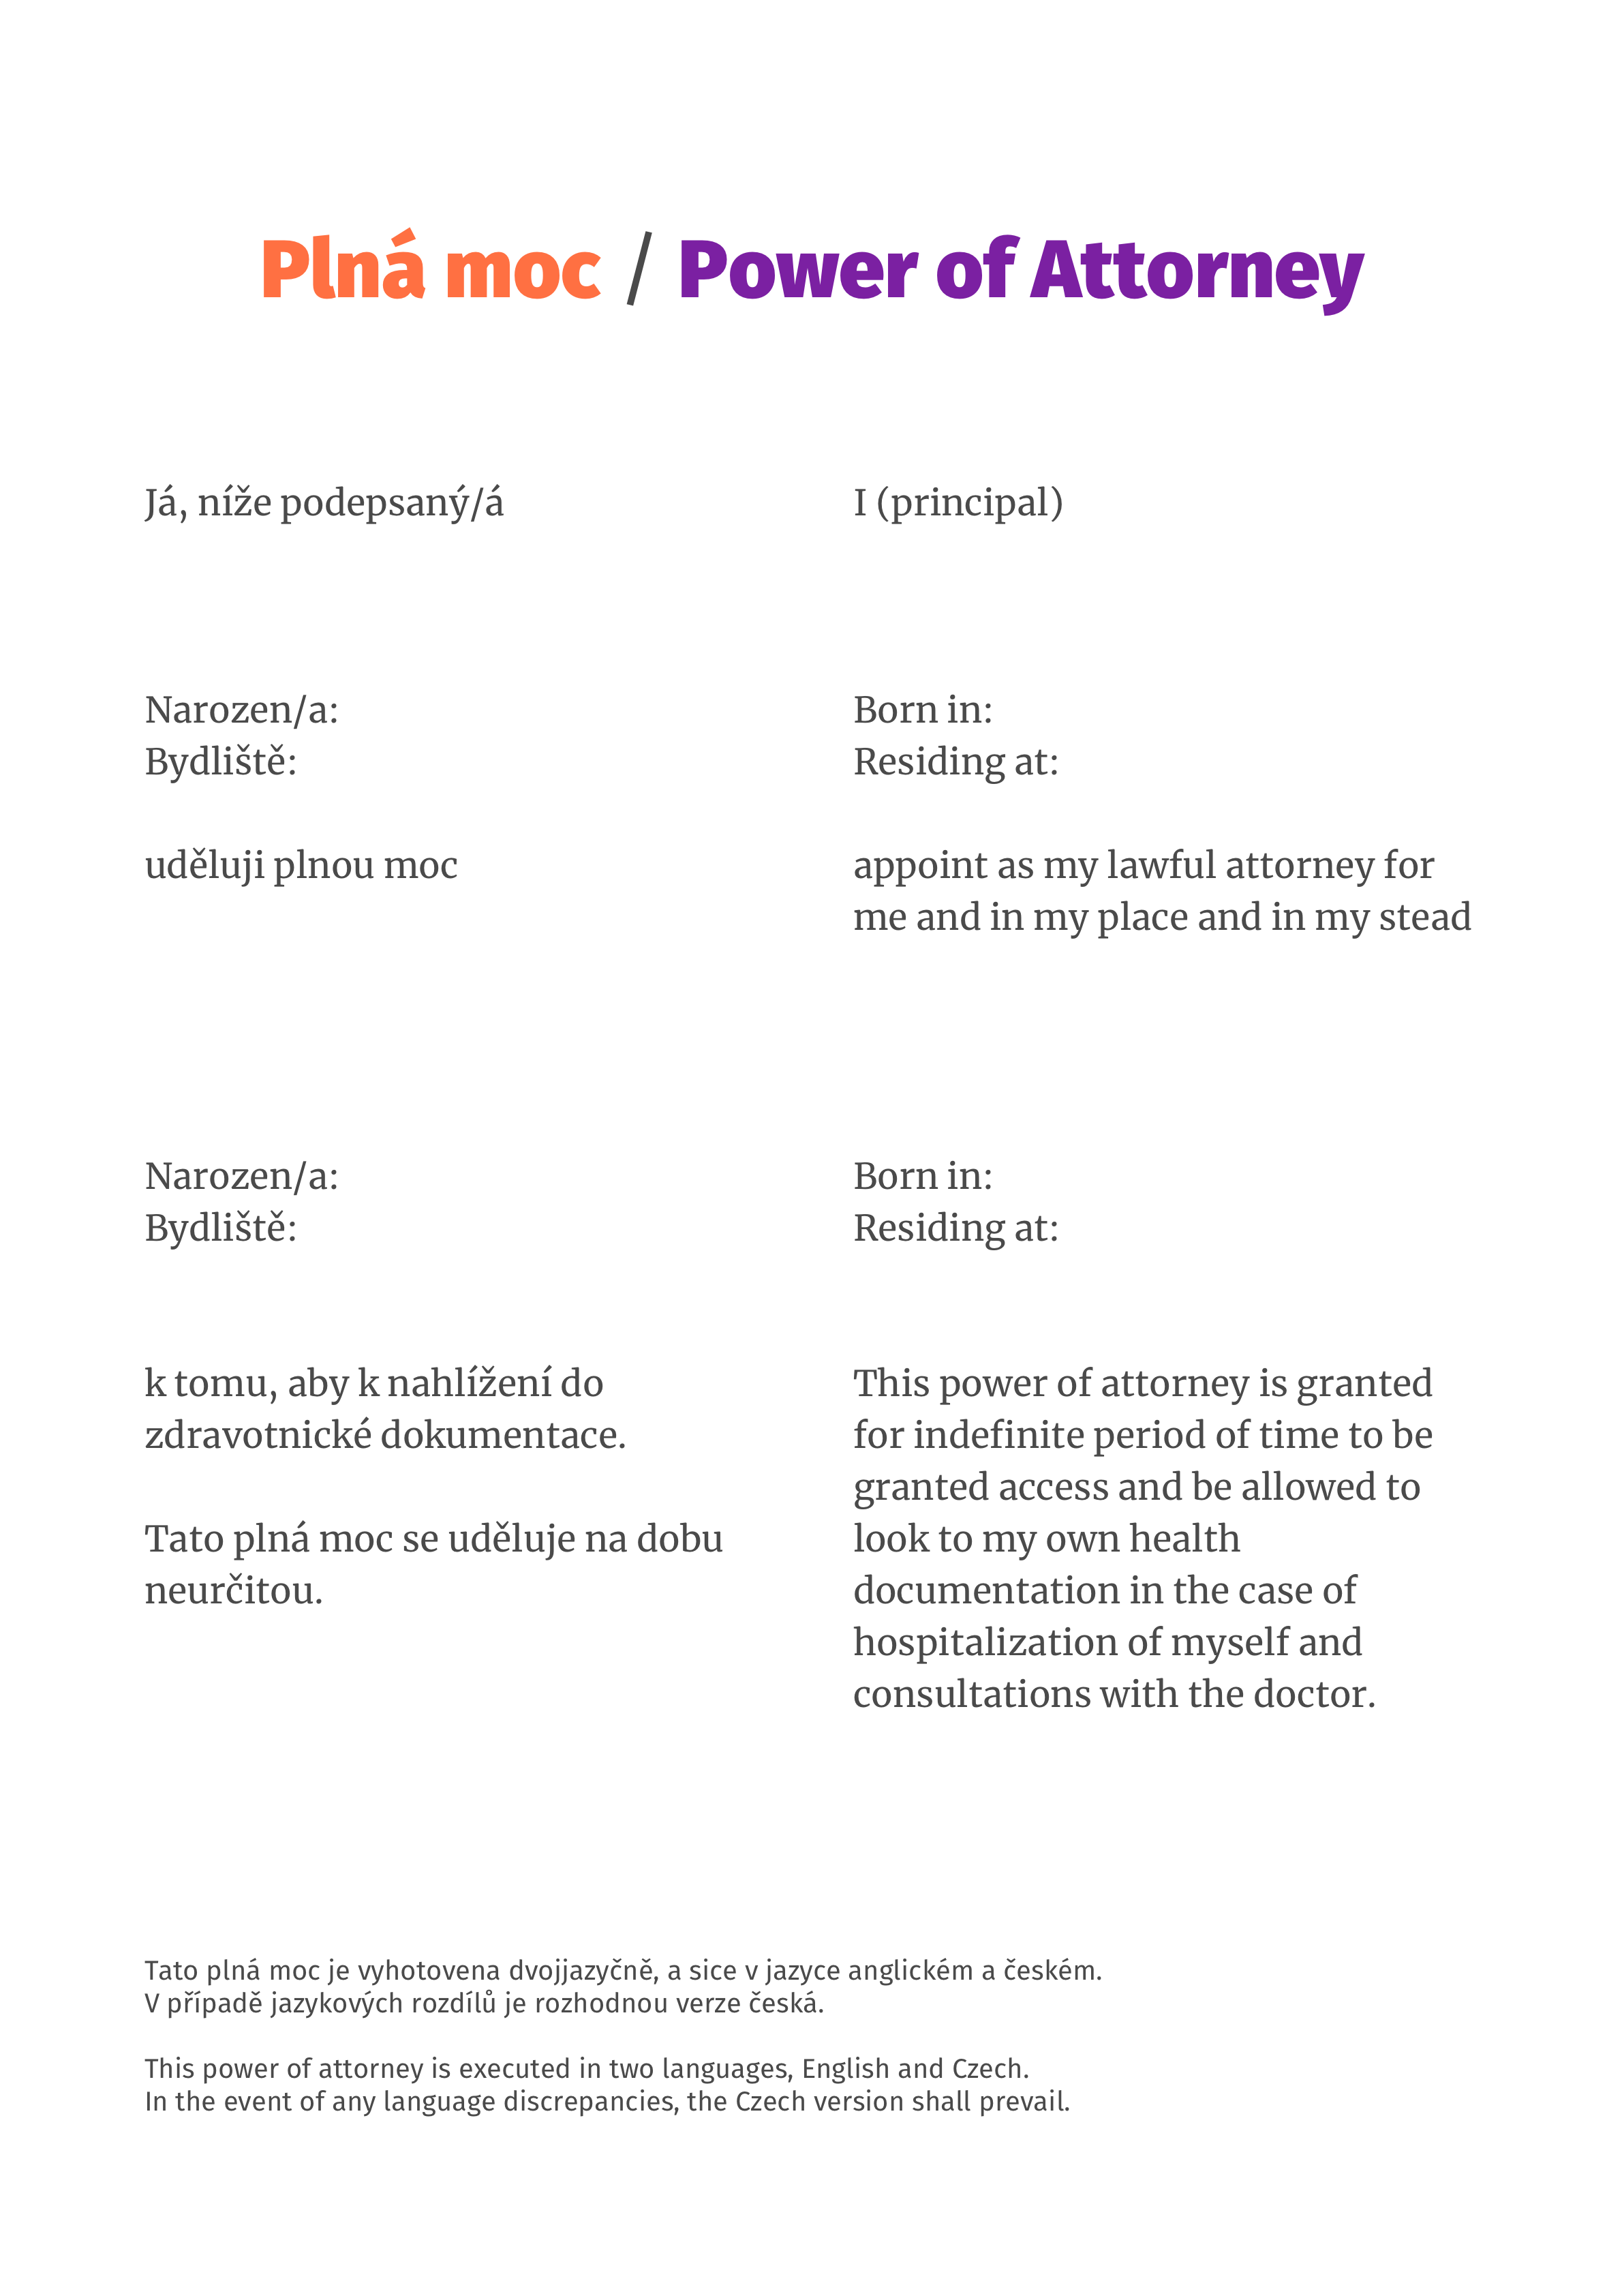 Plná moc / Power of Attorney
Já, níže podepsaný/á
Narozen/a:
Bydliště:
uděluji plnou moc
Narozen/a:
Bydliště:
k tomu, aby k nahlížení do
zdravotnické dokumentace.
Tato plná moc se uděluje na dobu
neurčitou.
I (principal)
Born in:
Residing at:
appoint as my lawful attorney for
me and in my place and in my stead
Born in:
Residing at:
This power of attorney is granted
for indefinite period of time to be
granted access and be allowed to
look to my own health
documentation in the case of
hospitalization of myself and
consultations with the doctor.
Tato plná moc je vyhotovena dvojjazyčně, a sice v jazyce anglickém a českém.
V případě jazykových rozdílů je rozhodnou verze česká.
This power of attorney is executed in two languages, English and Czech.
In the event of any language discrepancies, the Czech version shall prevail.